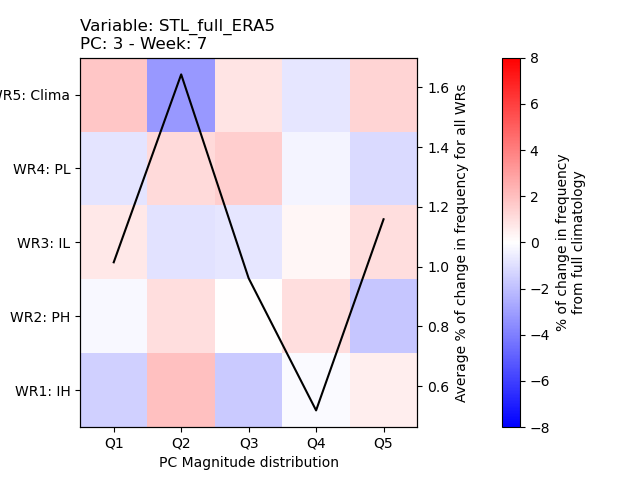 Variable: STL_full_ERA5
PC: 3 - Week: 7
WR5: Clima
WR4: PL
WR3: IL
WR2: PH
WR1: IH
Q1 Q2 Q3 Q4 Q5
PC Magnitude distribution
1.6
1.4
1.2
1.0
0.8
0.6
Average % of change in frequency for all WRs
8
6
4
2
0
−2
−4
−6
−8
% of change in frequency
from full climatology